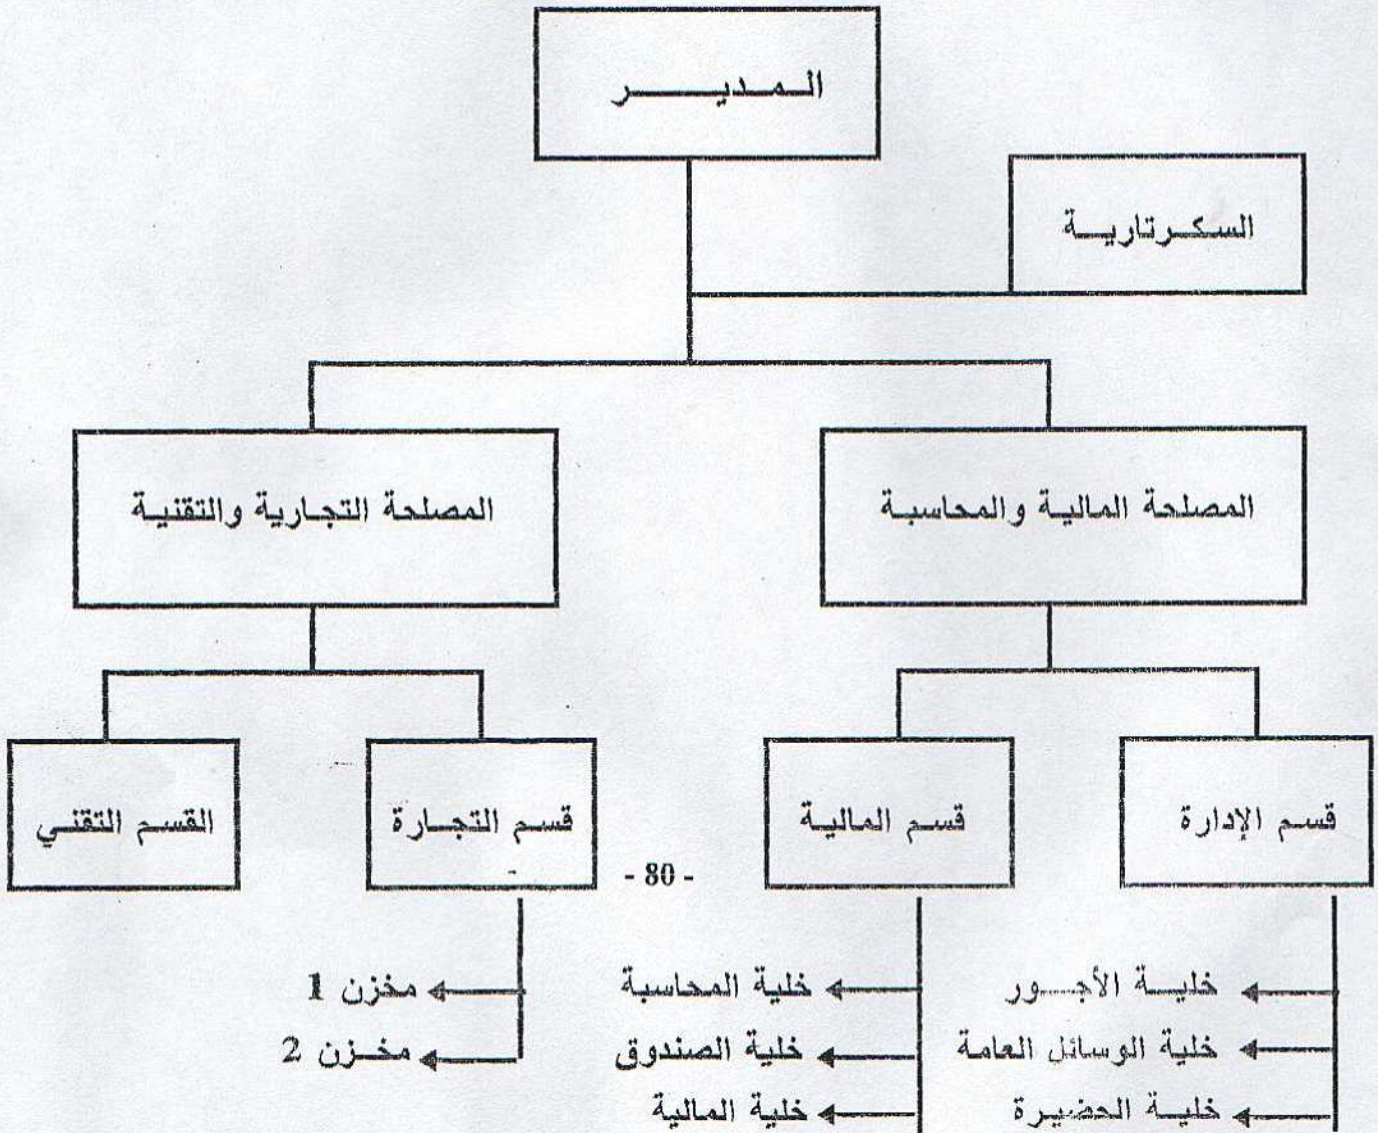 المديـر
السكرتارية
المصلحة المالية والمحاسبة
المصلحة التجارية والتقنية
قسم الإدارة
قسم المالية
قسم التجارة
القسم التقني
- 80 -
خلية الأجور
خلية المحاسبة
مخزن 1
خلية الوسائل العامة
خلية الصندوق
مخزن 2
خلية الحضيرة
خلية المالية